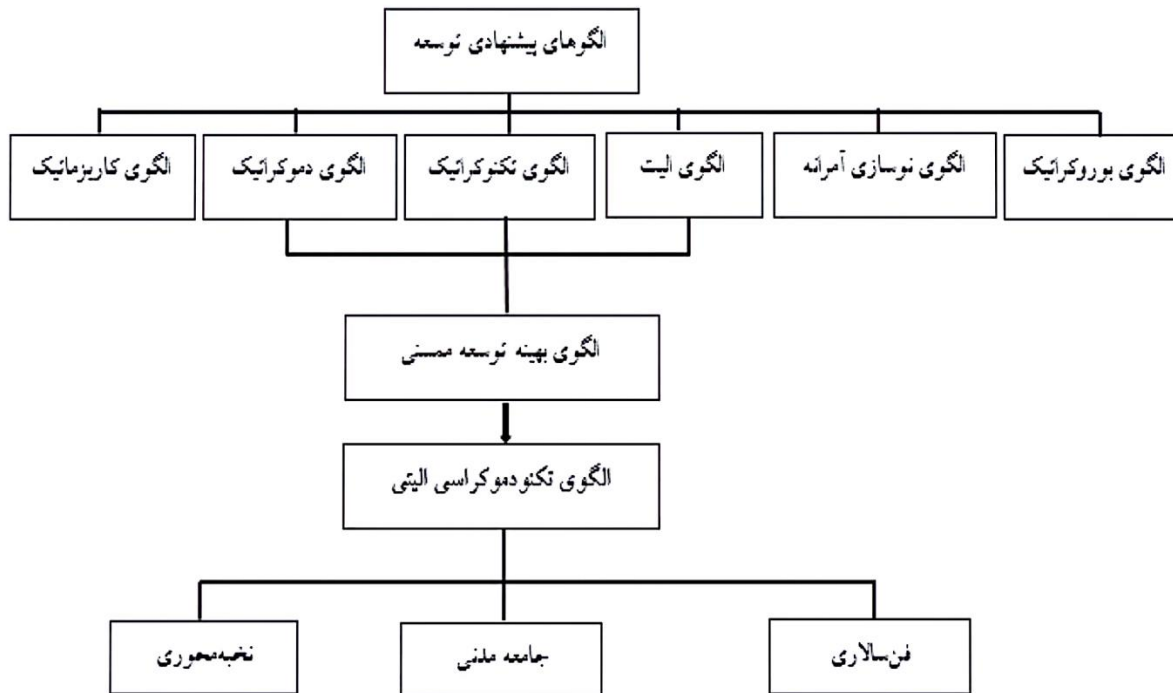 الگوهای پیشنهادی توسعه
الگوی بوروکراتیک
الگوی نوسازی آمرانه
الگوی الیت
الگوی تکنوکراتیک
الگوی دموکراتیک
الگوی کاریزماتیک
الگوی بهینه توسعه ممسنی
الگوی تکنودموکراسی الیتی
فن‌سالاری
جامعه مدنی
نخبه‌محوری